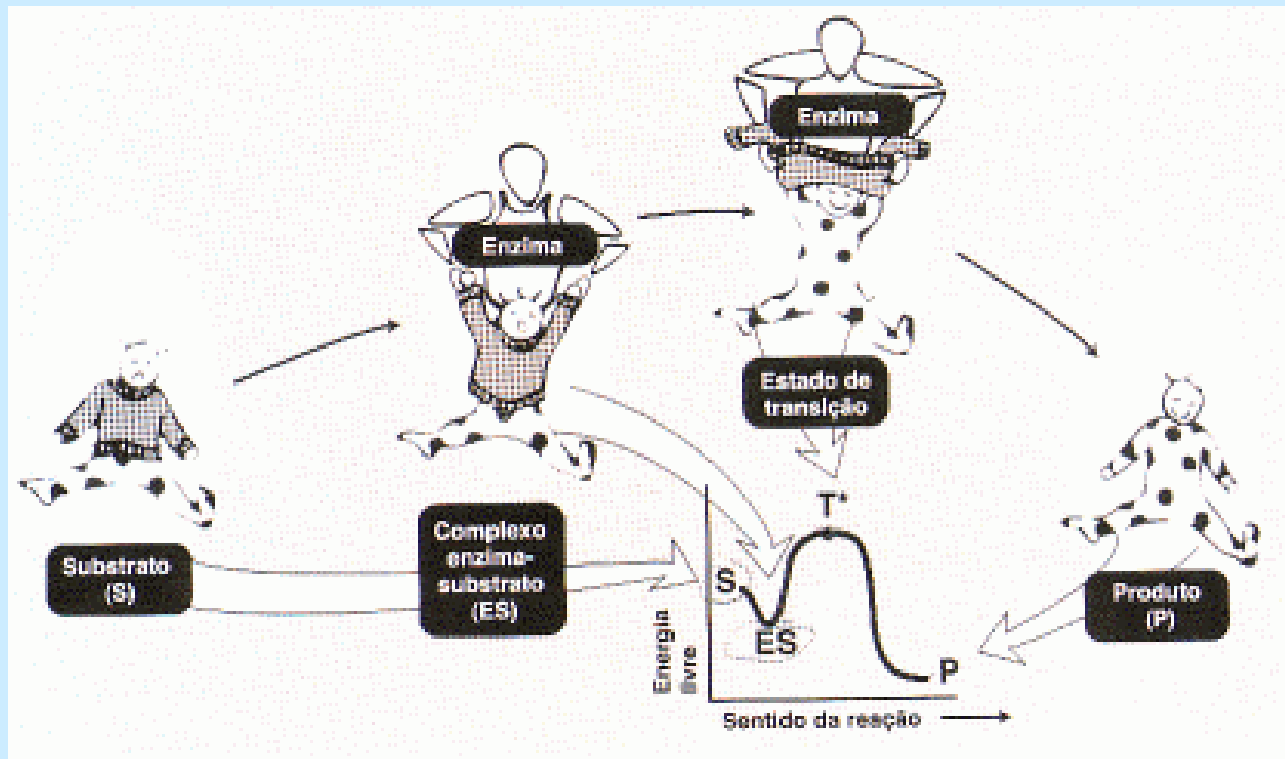 Enzima
Enzima
Estado de
transição
Substrato
(S)
Complexo
enzima-
substrato
(ES)
Produto
(P)
T*
S
ES
P
Energia
livre
Sentido da reação